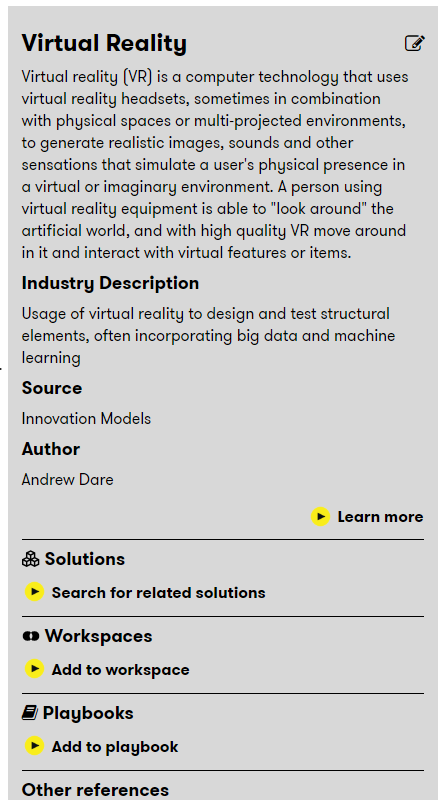 Virtual Reality
Virtual reality (VR) is a computer technology that uses
virtual reality headsets, sometimes in combination
with physical spaces or multi-projected environments,
to generate realistic images, sounds and other
sensations that simulate a user's physical presence in
a virtual or imaginary environment. A person using
virtual reality equipment is able to "look around" the
artificial world, and with high quality VR move around
in it and interact with virtual features or items.
Industry Description
Usage of virtual reality to design and test structural
elements, often incorporating big data and machine
learning
Source
Innovation Models
Author
Andrew Dare
Learn more
Solutions
Search for related solutions
Workspaces
Add to workspace
Playbooks
Add to playbook
Other references